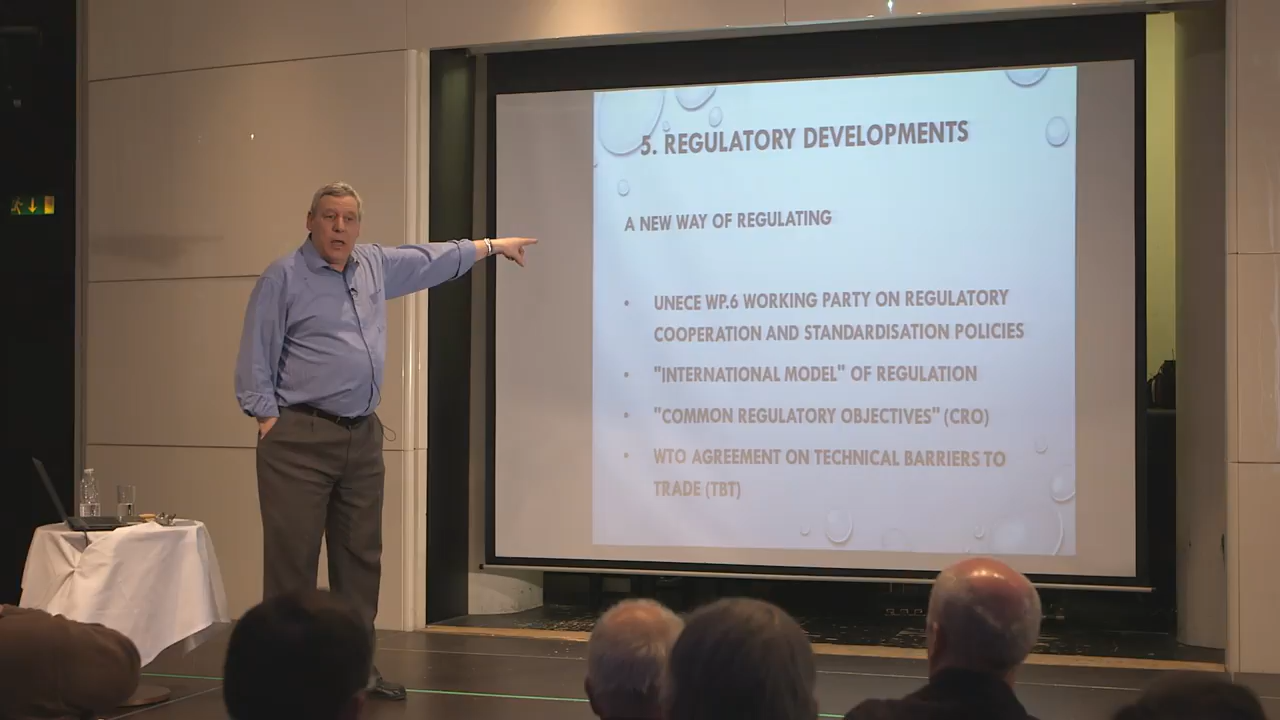 5. REGULATORY DEVELOPMENTS
A NEW WAY OF REGULATING
• UNECE WP.6 WORKING PARTY ON REGULATORY
COOPERATION AND STANDARDISATION POLICIES
• "INTERNATIONAL MODEL" OF REGULATION
• "COMMON REGULATORY OBJECTIVES" (CRO)
• WTO AGREEMENT ON TECHNICAL BARRIERS TO
TRADE (TBT)